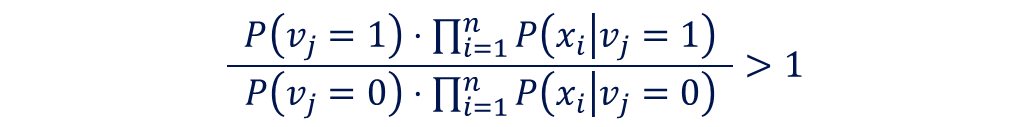 P(v_j = 1) · ∏_{i=1}^{n} P(x_i|v_j = 1)
P(v_j = 0) · ∏_{i=1}^{n} P(x_i|v_j = 0)
> 1